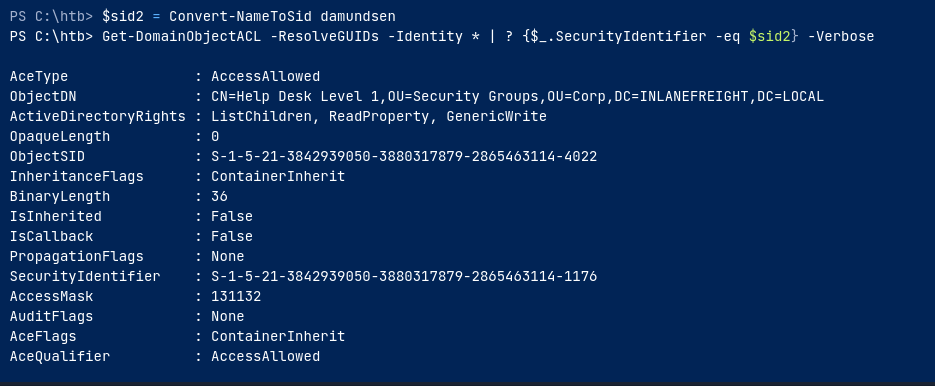 PS C:\htb> $sid2 = Convert-NameToSid damundsen
PS C:\htb> Get-DomainObjectACL -ResolveGUIDs -Identity * | ? {$_.SecurityIdentifier -eq $sid2} -Verbose
AceType               : AccessAllowed
ObjectDN              : CN=Help Desk Level 1,OU=Security Groups,OU=Corp,DC=INLANEFREIGHT,DC=LOCAL
ActiveDirectoryRights : ListChildren, ReadProperty, GenericWrite
OpaqueLength          : 0
ObjectSID             : S-1-5-21-3842939050-3880317879-2865463114-4022
InheritanceFlags      : ContainerInherit
BinaryLength          : 36
IsInherited           : False
IsCallback            : False
PropagationFlags      : None
SecurityIdentifier    : S-1-5-21-3842939050-3880317879-2865463114-1176
AccessMask            : 131132
AuditFlags            : None
AceFlags              : ContainerInherit
AceQualifier          : AccessAllowed